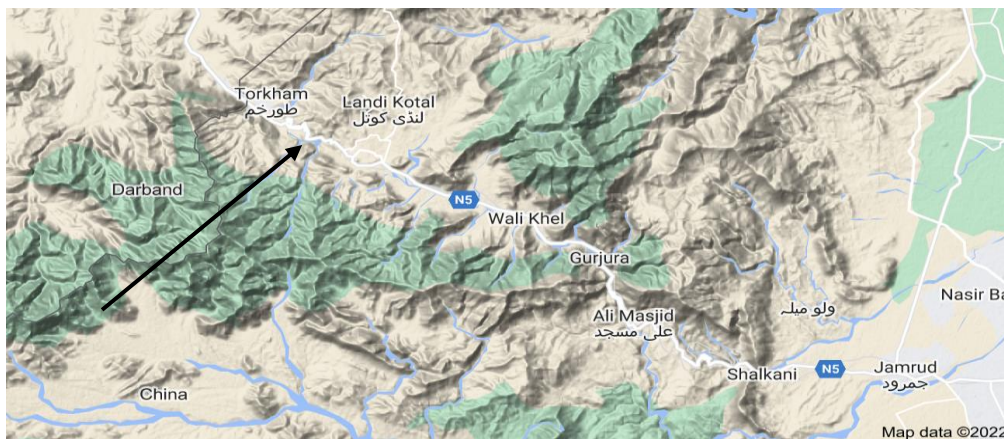 Torkham
طورخم
Landi Kotal
لنڈی کوتل
Darband
N5
Wali Khel
Gurjura
Nasir Ba
Ali Masjid
علی مسجد
ولو میلہ
Shalkani
N5
Jamrud
جمرود
China
Map data ©2022